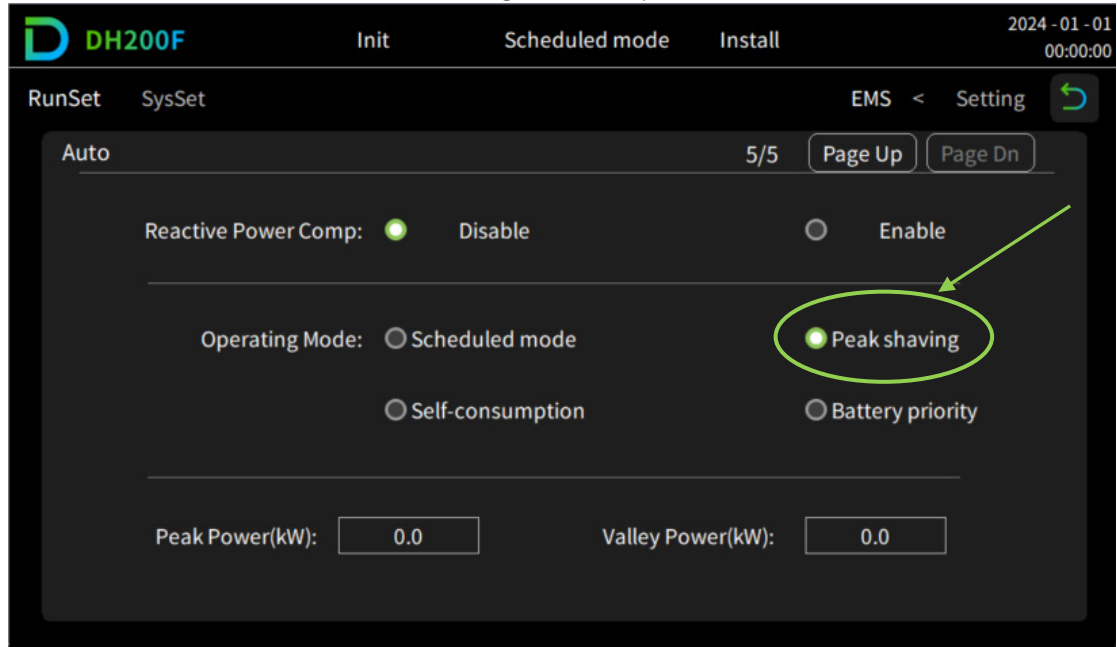 DH200F Init Scheduled mode Install 2024 - 01 - 01
00:00:00
RunSet SysSet EMS < Setting
Auto 5/5 Page Up Page Dn
Reactive Power Comp: Disable Enable
Operating Mode: Scheduled mode Peak shaving
Self-consumption Battery priority
Peak Power(kW): 0.0 Valley Power(kW): 0.0